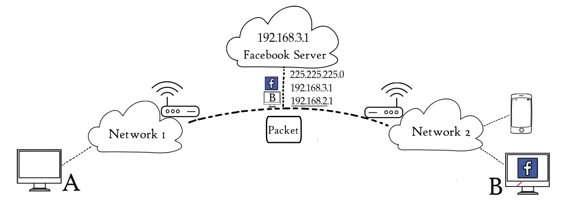 192.168.3.1
Facebook Server
225.225.225.0
f
192.168.3.1
B
192.168.2.1
Network 1
Packet
Network 2
A
B
f